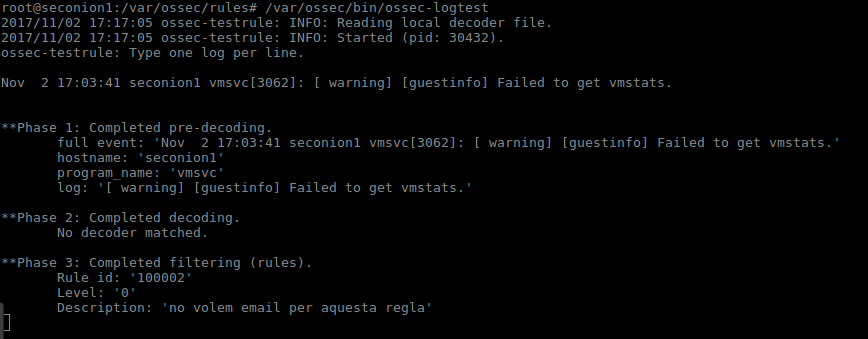 root@seconion1:/var/ossec/rules# /var/ossec/bin/ossec-logtest
2017/11/02 17:17:05 ossec-testrule: INFO: Reading local decoder file.
2017/11/02 17:17:05 ossec-testrule: INFO: Started (pid: 30432).
ossec-testrule: Type one log per line.
Nov  2 17:03:41 seconion1 vmsvc[3062]: [ warning] [guestinfo] Failed to get vmstats.
**Phase 1: Completed pre-decoding.
full event: 'Nov  2 17:03:41 seconion1 vmsvc[3062]: [ warning] [guestinfo] Failed to get vmstats.'
hostname: 'seconion1'
program_name: 'vmsvc'
log: '[ warning] [guestinfo] Failed to get vmstats.'
**Phase 2: Completed decoding.
No decoder matched.
**Phase 3: Completed filtering (rules).
Rule id: '100002'
Level: '0'
Description: 'no volem email per aquesta regla'